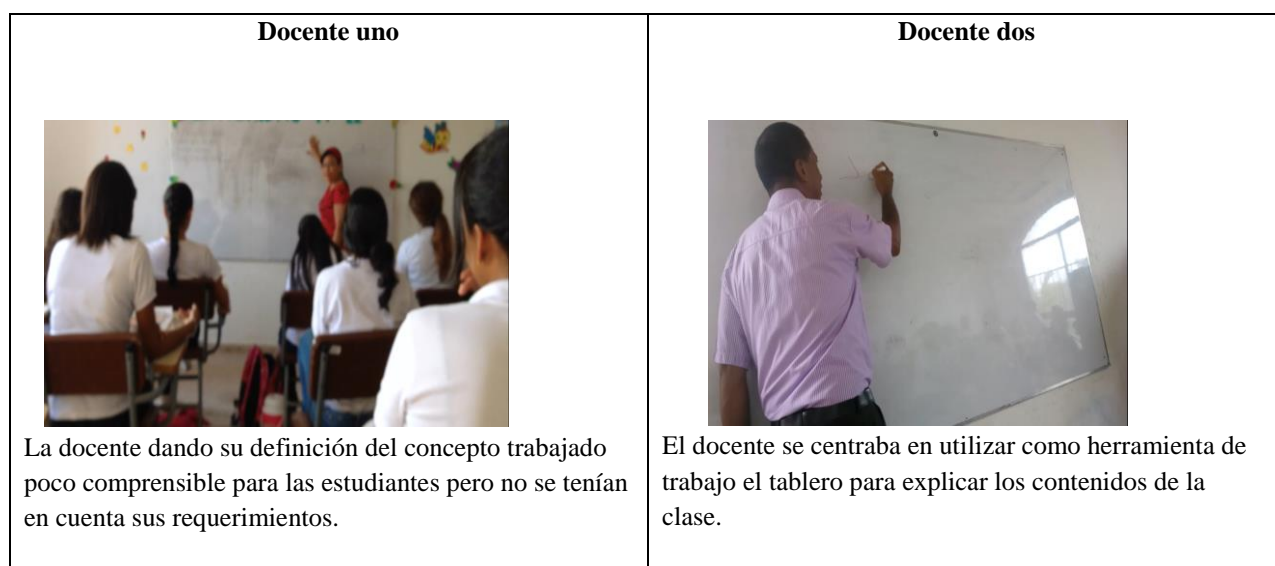 Docente uno
Docente dos
La docente dando su definición del concepto trabajado
poco comprensible para las estudiantes pero no se tenían
en cuenta sus requerimientos.
El docente se centraba en utilizar como herramienta de
trabajo el tablero para explicar los contenidos de la
clase.